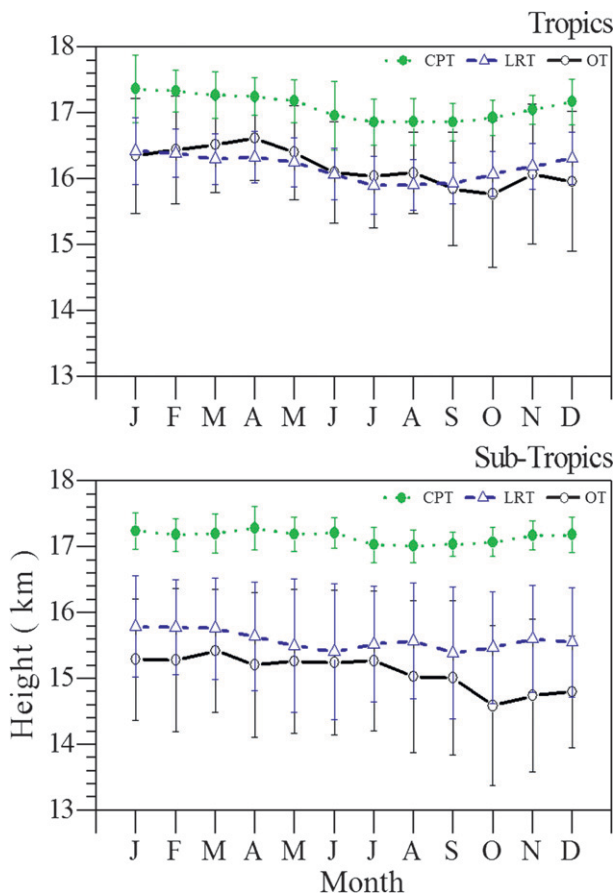 Tropics
CPT LRT OT
18
17
16
15
14
13
J F M A M J J A S O N D
Sub-Tropics
CPT LRT OT
18
17
16
15
14
13
Height ( km )
J F M A M J J A S O N D
Month